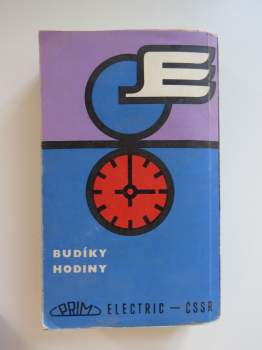 E
BUDÍKY
HODINY
PRIM ELECTRIC — ČSSR